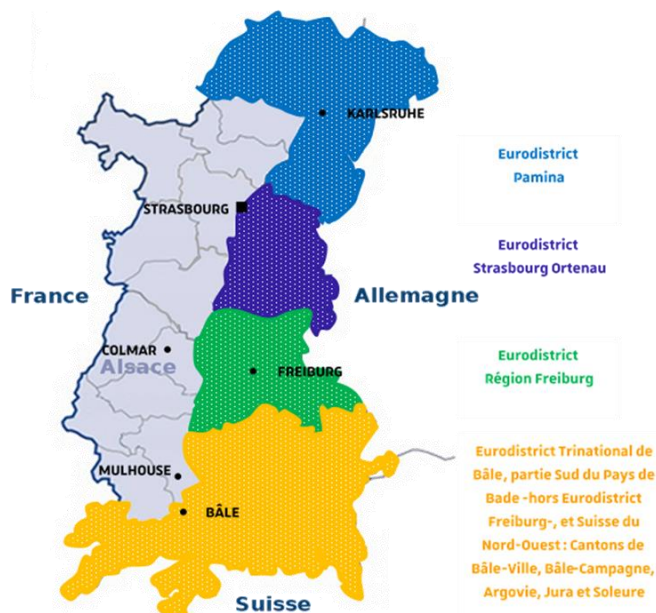 KARLSRUHE
Eurodistrict
Pamina
STRASBOURG
Eurodistrict
Strasbourg Ortenau
France
Allemagne
COLMAR
Alsace
FREIBURG
Eurodistrict
Région Freiburg
MULHOUSE
BÂLE
Eurodistrict Trinational de
Bâle, partie Sud du Pays de
Bade -hors Eurodistrict
Freiburg-, et Suisse du
Nord-Ouest : Cantons de
Bâle-Ville, Bâle-Campagne,
Argovie, Jura et Soleure
Suisse